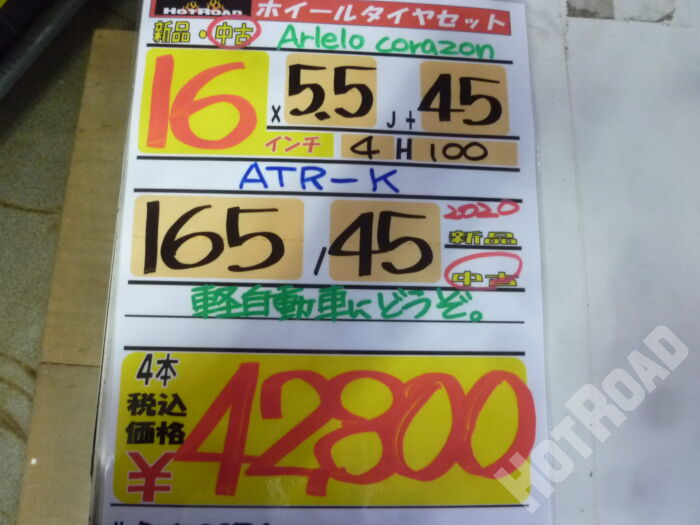 HOTROAD ホイールタイヤセット
新品・中古 Arlelo corazon
16 x 5.5 J+ 45
インチ 4 H 100
ATR-K
165 / 45 2020
新品
中古
軽自動車にどうぞ。
4本
税込
価格
¥42800
HOTROAD